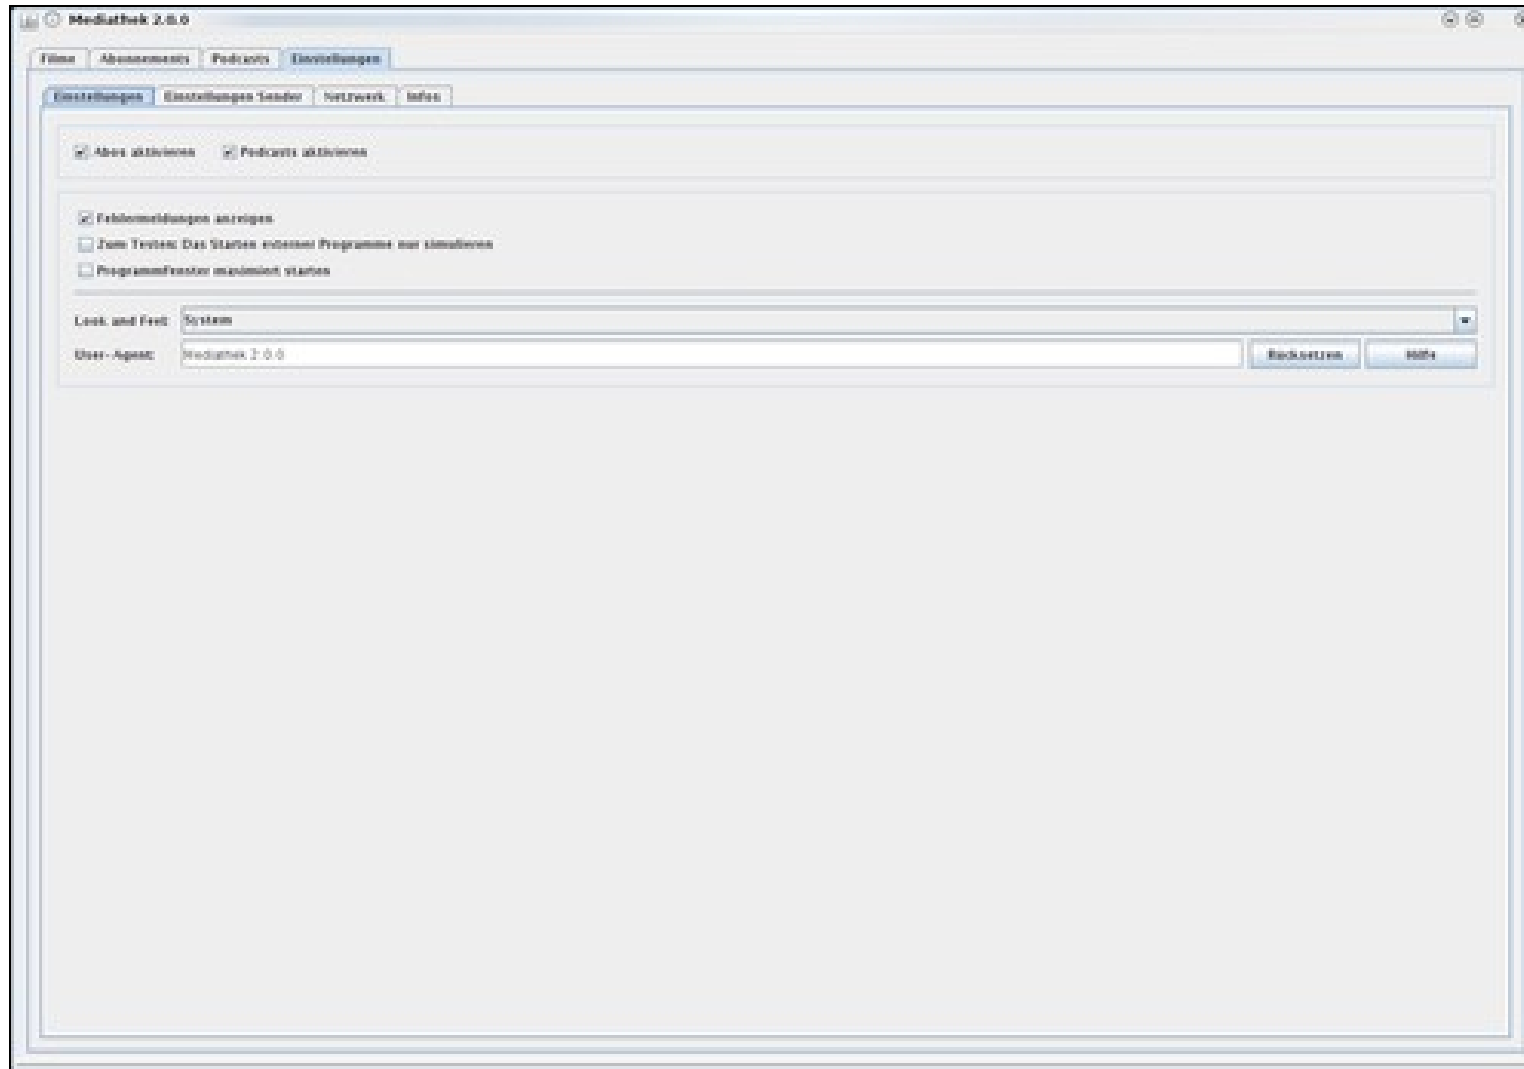 Mediathek 2.0.0
Filme Abonnements Podcasts Einstellungen
Einstellungen Einstellungen Sender Netzwerk Infos
Abos aktivieren Podcasts aktivieren
Fehlermeldungen anzeigen
Zum Testen: Das Starten externer Programme nur simulieren
Programmfenster maximiert starten
Look and Feel: System
User-Agent: Mediathek 2.0.0 Rücksetzen Hilfe